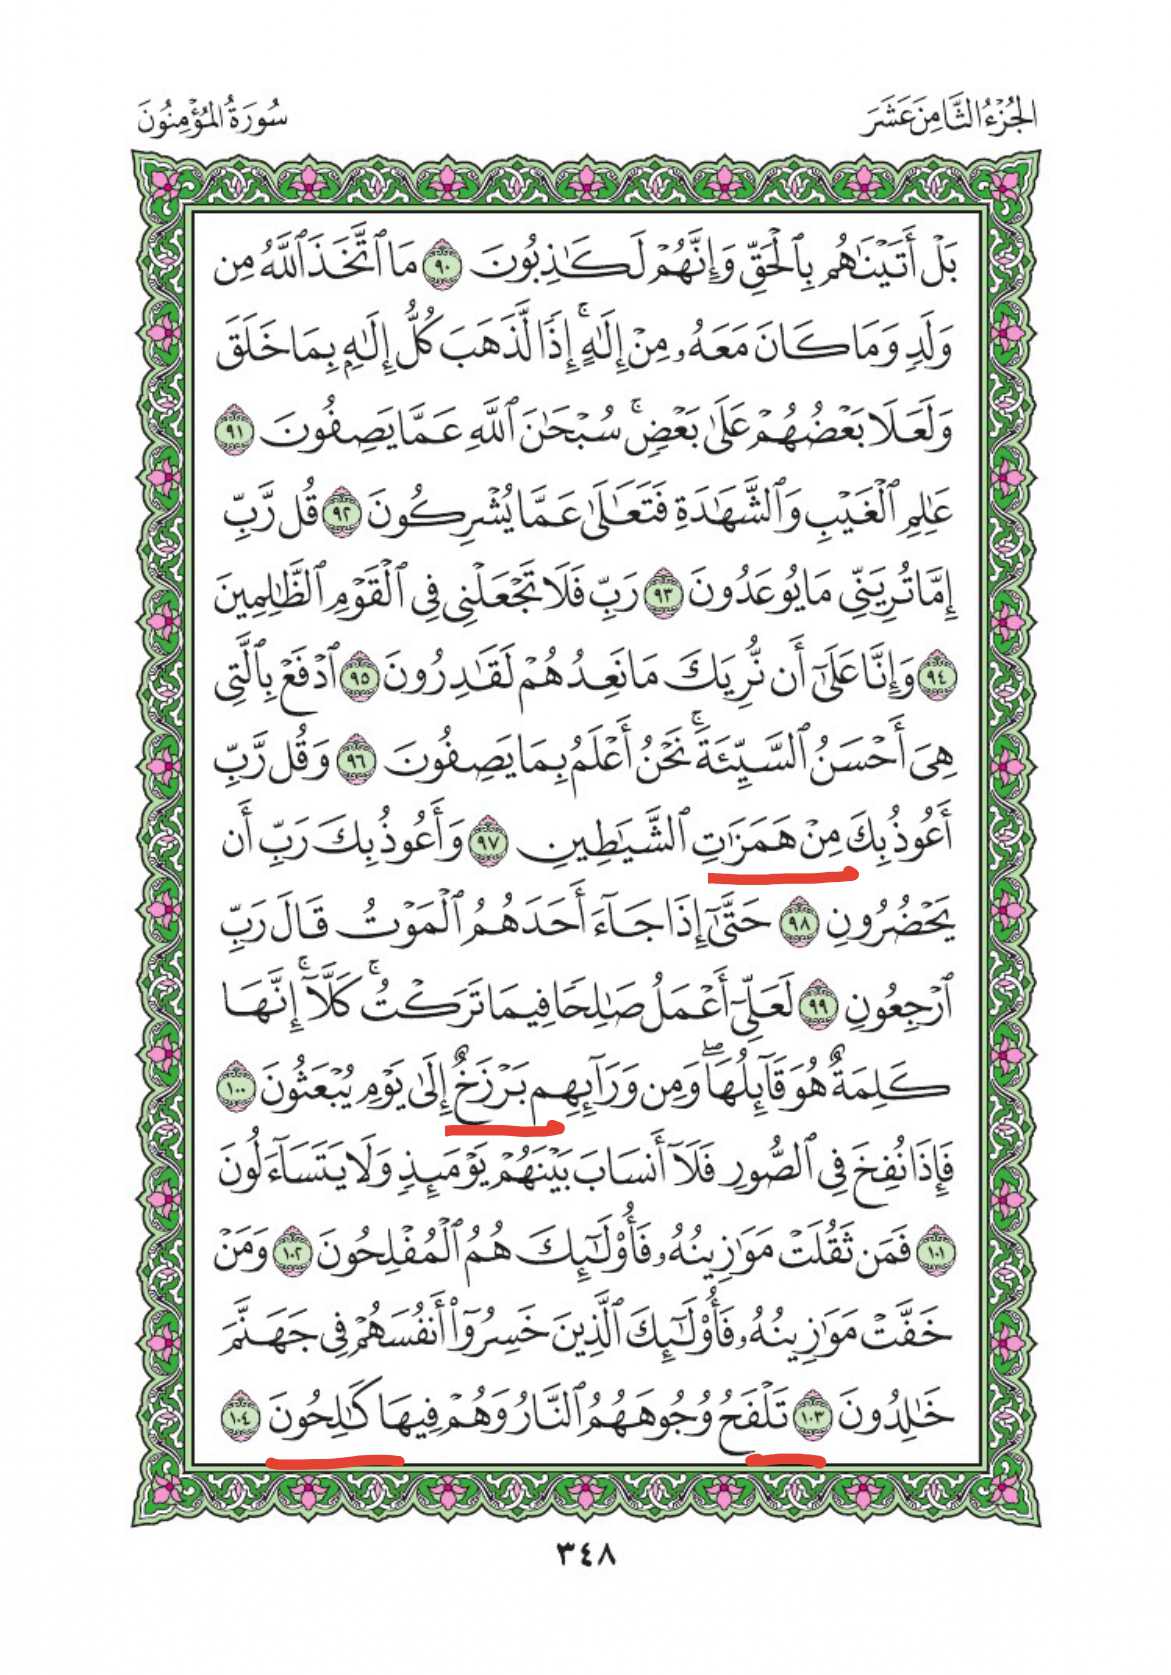 الجُزْءُ الثَّامِنَ عَشَرَ
سُورَةُ المُؤْمِنُونَ
بَلْ أَتَيْنَٰهُم بِٱلْحَقِّ وَإِنَّهُمْ لَكَٰذِبُونَ ٩٠ مَا ٱتَّخَذَ ٱللَّهُ مِن
وَلَدٍ وَمَا كَانَ مَعَهُۥ مِنْ إِلَٰهٍ ۚ إِذًا لَّذَهَبَ كُلُّ إِلَٰهٍۭ بِمَا خَلَقَ
وَلَعَلَا بَعْضُهُمْ عَلَىٰ بَعْضٍ ۚ سُبْحَٰنَ ٱللَّهِ عَمَّا يَصِفُونَ ٩١
عَٰلِمِ ٱلْغَيْبِ وَٱلشَّهَٰدَةِ فَتَعَٰلَىٰ عَمَّا يُشْرِكُونَ ٩٢ قُل رَّبِّ
إِمَّا تُرِيَنِّى مَا يُوعَدُونَ ٩٣ رَبِّ فَلَا تَجْعَلْنِى فِى ٱلْقَوْمِ ٱلظَّٰلِمِينَ
٩٤ وَإِنَّا عَلَىٰٓ أَن نُّرِيَكَ مَا نَعِدُهُمْ لَقَٰدِرُونَ ٩٥ ٱدْفَعْ بِٱلَّتِى
هِىَ أَحْسَنُ ٱلسَّيِّئَةَ ۚ نَحْنُ أَعْلَمُ بِمَا يَصِفُونَ ٩٦ وَقُل رَّبِّ
أَعُوذُ بِكَ مِنْ هَمَزَٰتِ ٱلشَّيَٰطِينِ ٩٧ وَأَعُوذُ بِكَ رَبِّ أَن
يَحْضُرُونِ ٩٨ حَتَّىٰٓ إِذَا جَآءَ أَحَدَهُمُ ٱلْمَوْتُ قَالَ رَبِّ
ٱرْجِعُونِ ٩٩ لَعَلِّىٓ أَعْمَلُ صَٰلِحًا فِيمَا تَرَكْتُ ۚ كَلَّآ ۚ إِنَّهَا
كَلِمَةٌ هُوَ قَآئِلُهَا ۖ وَمِن وَرَآئِهِم بَرْزَخٌ إِلَىٰ يَوْمِ يُبْعَثُونَ ١٠٠
فَإِذَا نُفِخَ فِى ٱلصُّورِ فَلَآ أَنسَابَ بَيْنَهُمْ يَوْمَئِذٍ وَلَا يَتَسَآءَلُونَ
١٠١ فَمَن ثَقُلَتْ مَوَٰزِينُهُۥ فَأُو۟لَٰٓئِكَ هُمُ ٱلْمُفْلِحُونَ ١٠٢ وَمَنْ
خَفَّتْ مَوَٰزِينُهُۥ فَأُو۟لَٰٓئِكَ ٱلَّذِينَ خَسِرُوٓا۟ أَنفُسَهُمْ فِى جَهَنَّمَ
خَٰلِدُونَ ١٠٣ تَلْفَحُ وُجُوهَهُمُ ٱلنَّارُ وَهُمْ فِيهَا كَٰلِحُونَ ١٠٤
٣٤٨